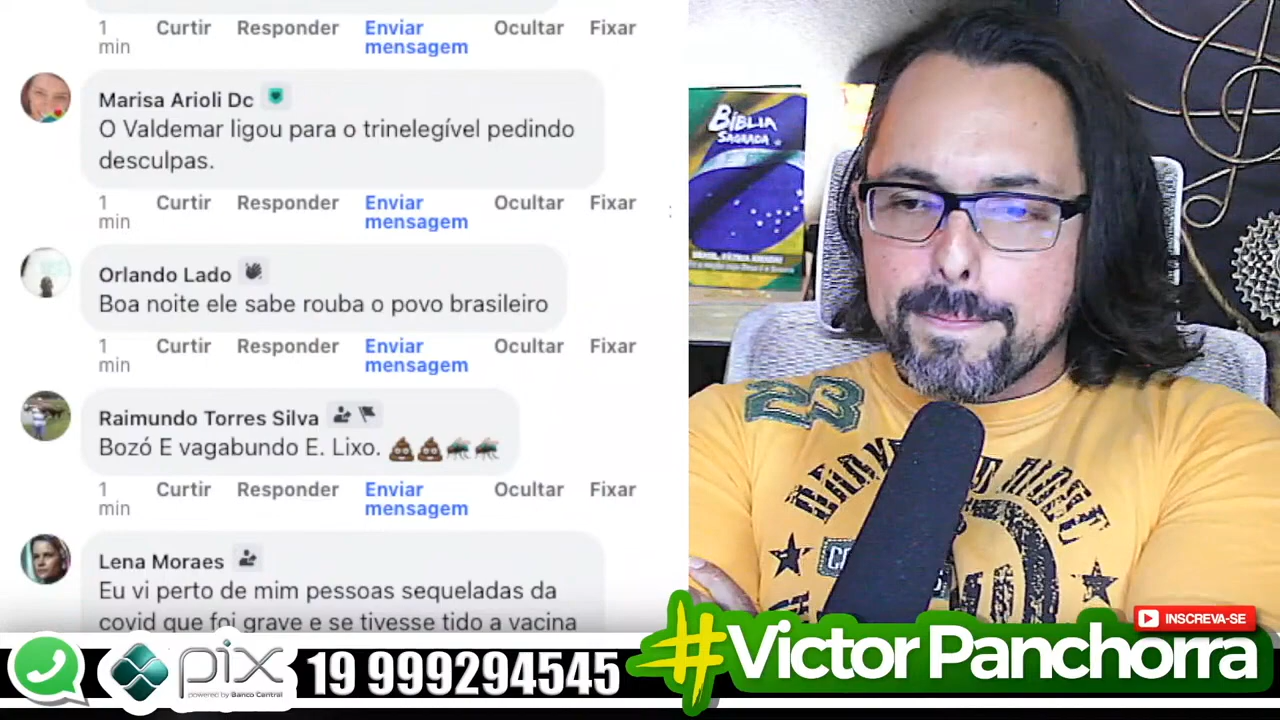 1 min Curtir Responder Enviar mensagem Ocultar Fixar
Marisa Arioli Dc
O Valdemar ligou para o trinelegível pedindo
desculpas.
1 min Curtir Responder Enviar mensagem Ocultar Fixar
Orlando Lado
Boa noite ele sabe rouba o povo brasileiro
1 min Curtir Responder Enviar mensagem Ocultar Fixar
Raimundo Torres Silva
Bozó E vagabundo E. Lixo. 💩💩🪰🪰
1 min Curtir Responder Enviar mensagem Ocultar Fixar
Lena Moraes
Eu vi perto de mim pessoas sequeladas da
covid que foi grave e se tivesse tido a vacina
BÍBLIA
SAGRADA
23
INSCREVA-SE
pix
powered by Banco Central
19 999294545
#Victor Panchorra